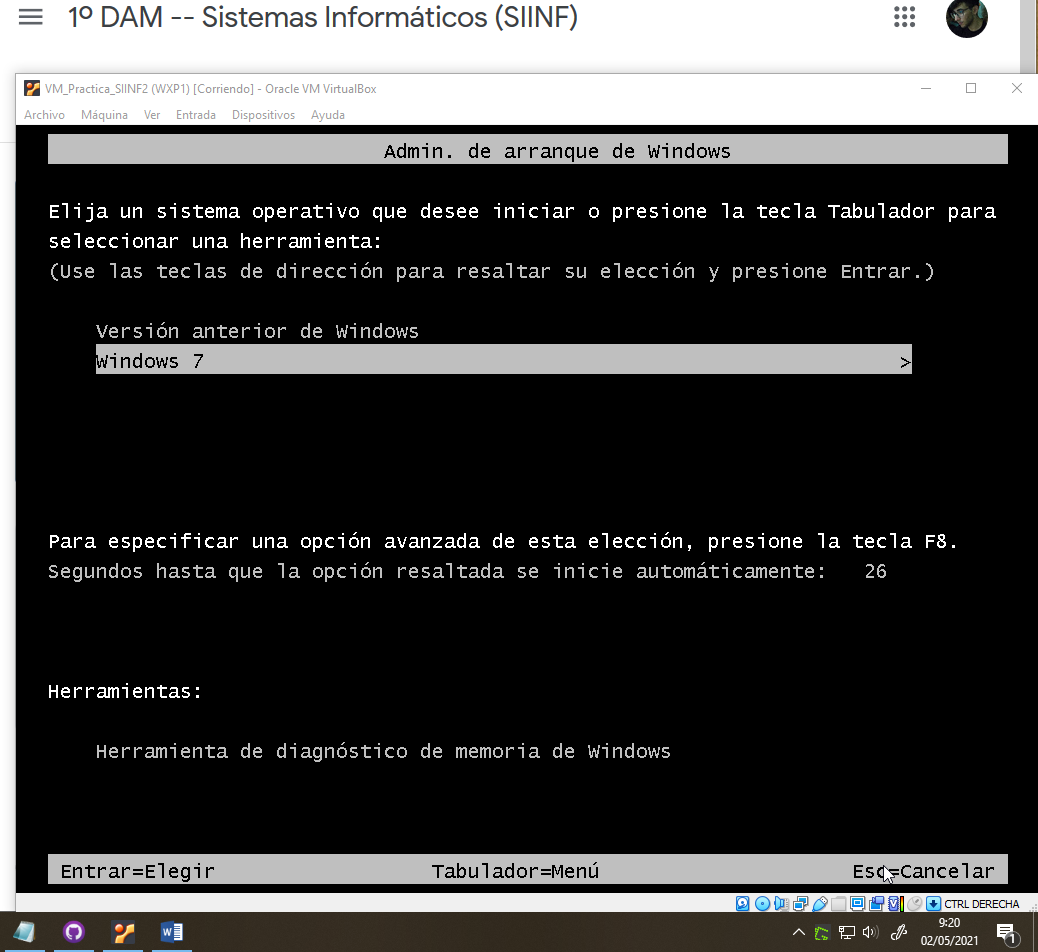 1º DAM -- Sistemas Informáticos (SIINF)
VM_Practica_SIINF2 (WXP1) [Corriendo] - Oracle VM VirtualBox
Archivo Máquina Ver Entrada Dispositivos Ayuda
Admin. de arranque de Windows
Elija un sistema operativo que desee iniciar o presione la tecla Tabulador para
seleccionar una herramienta:
(Use las teclas de dirección para resaltar su elección y presione Entrar.)
Versión anterior de Windows
Windows 7 >
Para especificar una opción avanzada de esta elección, presione la tecla F8.
Segundos hasta que la opción resaltada se inicie automáticamente: 26
Herramientas:
Herramienta de diagnóstico de memoria de Windows
Entrar=Elegir Tabulador=Menú Esc=Cancelar
CTRL DERECHA
9:20
02/05/2021
1